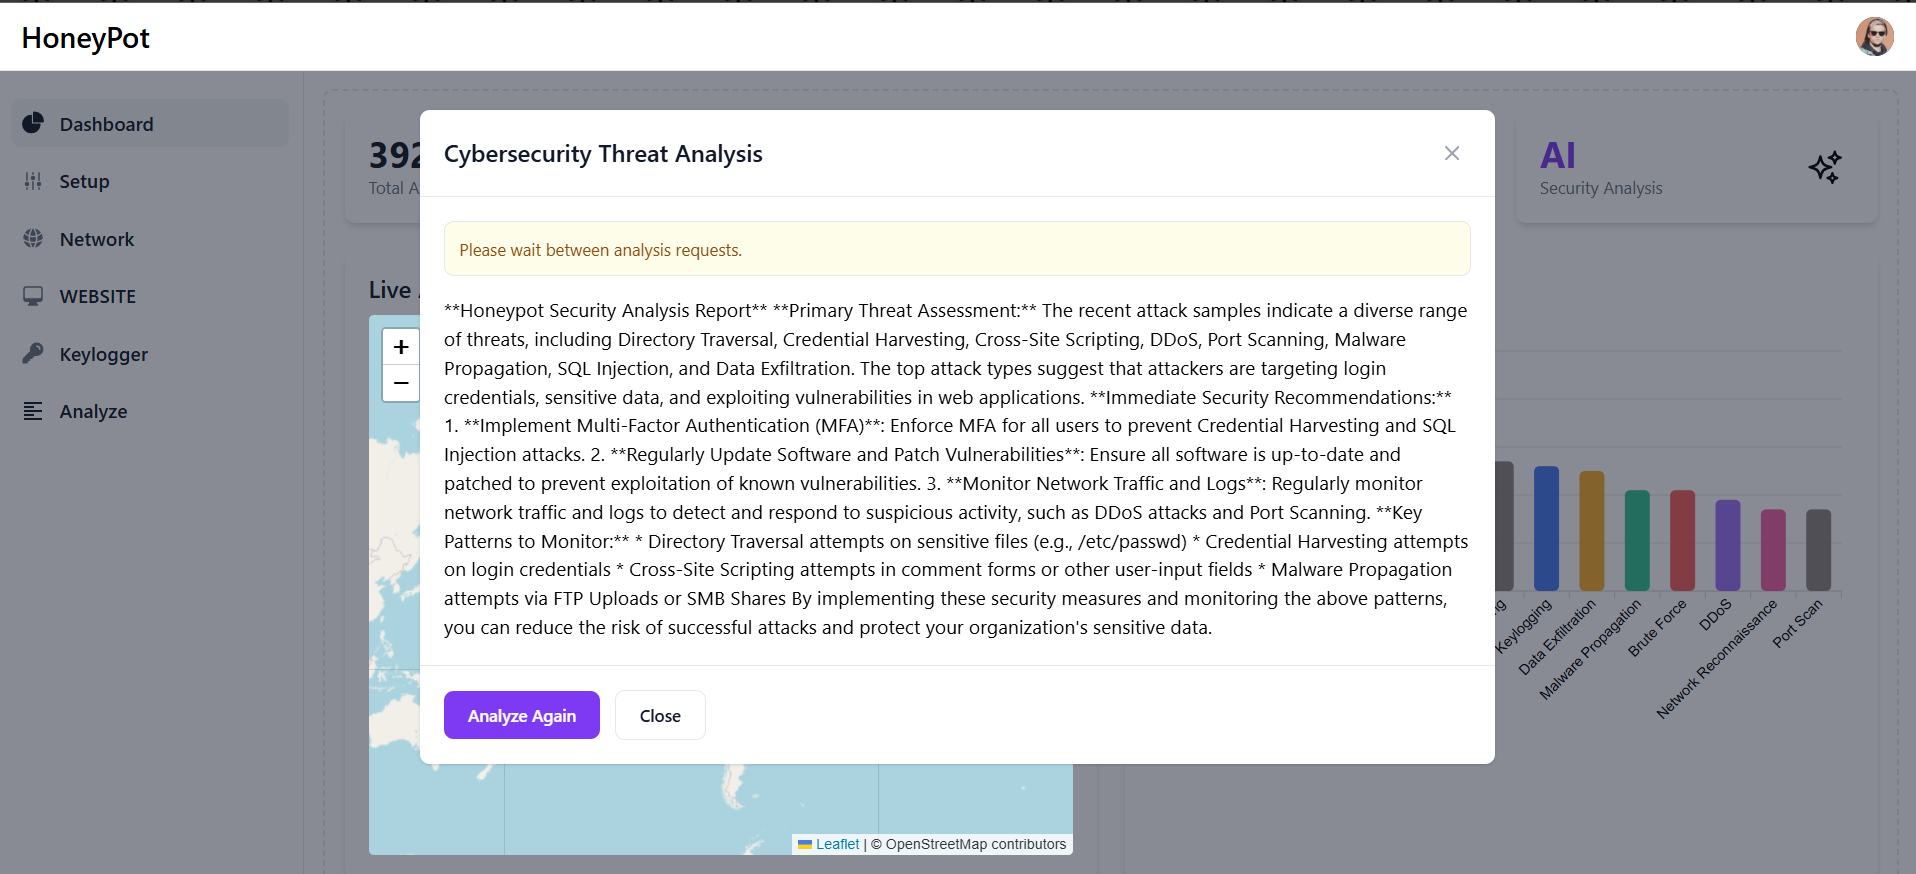 HoneyPot
Dashboard
Setup
Network
WEBSITE
Keylogger
Analyze
392
Total A
Live
Cybersecurity Threat Analysis
Please wait between analysis requests.
**Honeypot Security Analysis Report** **Primary Threat Assessment:** The recent attack samples indicate a diverse range
of threats, including Directory Traversal, Credential Harvesting, Cross-Site Scripting, DDoS, Port Scanning, Malware
Propagation, SQL Injection, and Data Exfiltration. The top attack types suggest that attackers are targeting login
credentials, sensitive data, and exploiting vulnerabilities in web applications. **Immediate Security Recommendations:**
1. **Implement Multi-Factor Authentication (MFA)**: Enforce MFA for all users to prevent Credential Harvesting and SQL
Injection attacks. 2. **Regularly Update Software and Patch Vulnerabilities**: Ensure all software is up-to-date and
patched to prevent exploitation of known vulnerabilities. 3. **Monitor Network Traffic and Logs**: Regularly monitor
network traffic and logs to detect and respond to suspicious activity, such as DDoS attacks and Port Scanning. **Key
Patterns to Monitor:** * Directory Traversal attempts on sensitive files (e.g., /etc/passwd) * Credential Harvesting attempts
on login credentials * Cross-Site Scripting attempts in comment forms or other user-input fields * Malware Propagation
attempts via FTP Uploads or SMB Shares By implementing these security measures and monitoring the above patterns,
you can reduce the risk of successful attacks and protect your organization's sensitive data.
Analyze Again
Close
AI
Security Analysis
+
−
Keylogging
Data Exfiltration
Malware Propagation
Brute Force
DDoS
Network Reconnaissance
Port Scan
Leaflet | © OpenStreetMap contributors